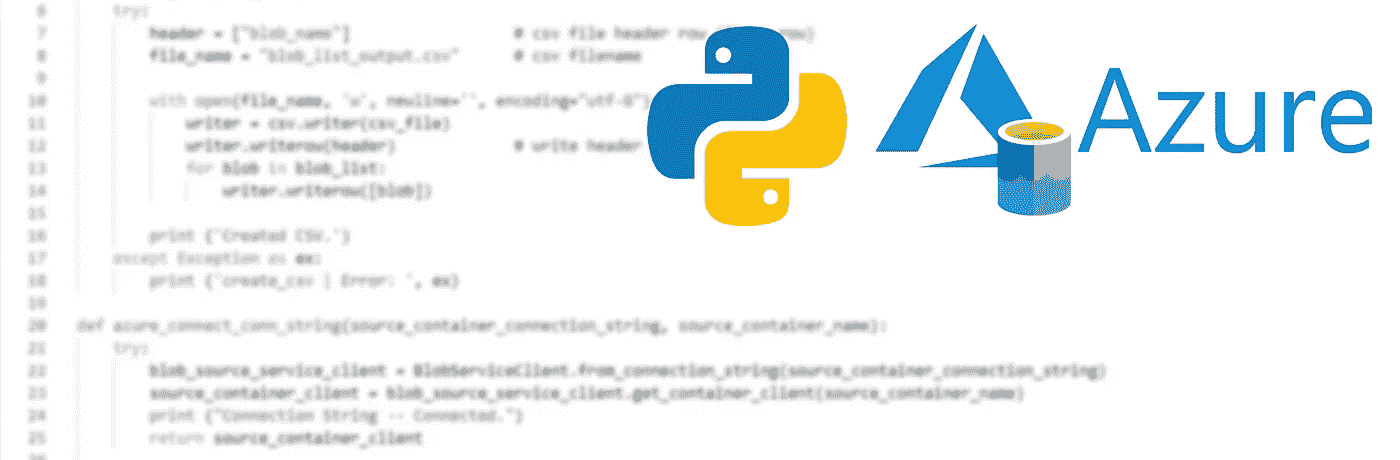 6 try:
7 header = ["blob_name"] # csv file header row
8 file_name = "blob_list_output.csv" # csv filename
9
10 with open(file_name, 'w', newline='', encoding="utf-8")
11 writer = csv.writer(csv_file)
12 writer.writerow(header) # write header
13 for blob in blob_list:
14 writer.writerow([blob])
15
16 print ("Created CSV.")
17 except Exception as ex:
18 print ('create_csv | Error: ', ex)
19
20 def azure_connect_conn_string(source_container_connection_string, source_container_name):
21 try:
22 blob_source_service_client = BlobServiceClient.from_connection_string(source_container_connection_string)
23 source_container_client = blob_source_service_client.get_container_client(source_container_name)
24 print ("Connection String -- Connected.")
25 return source_container_client
Azure